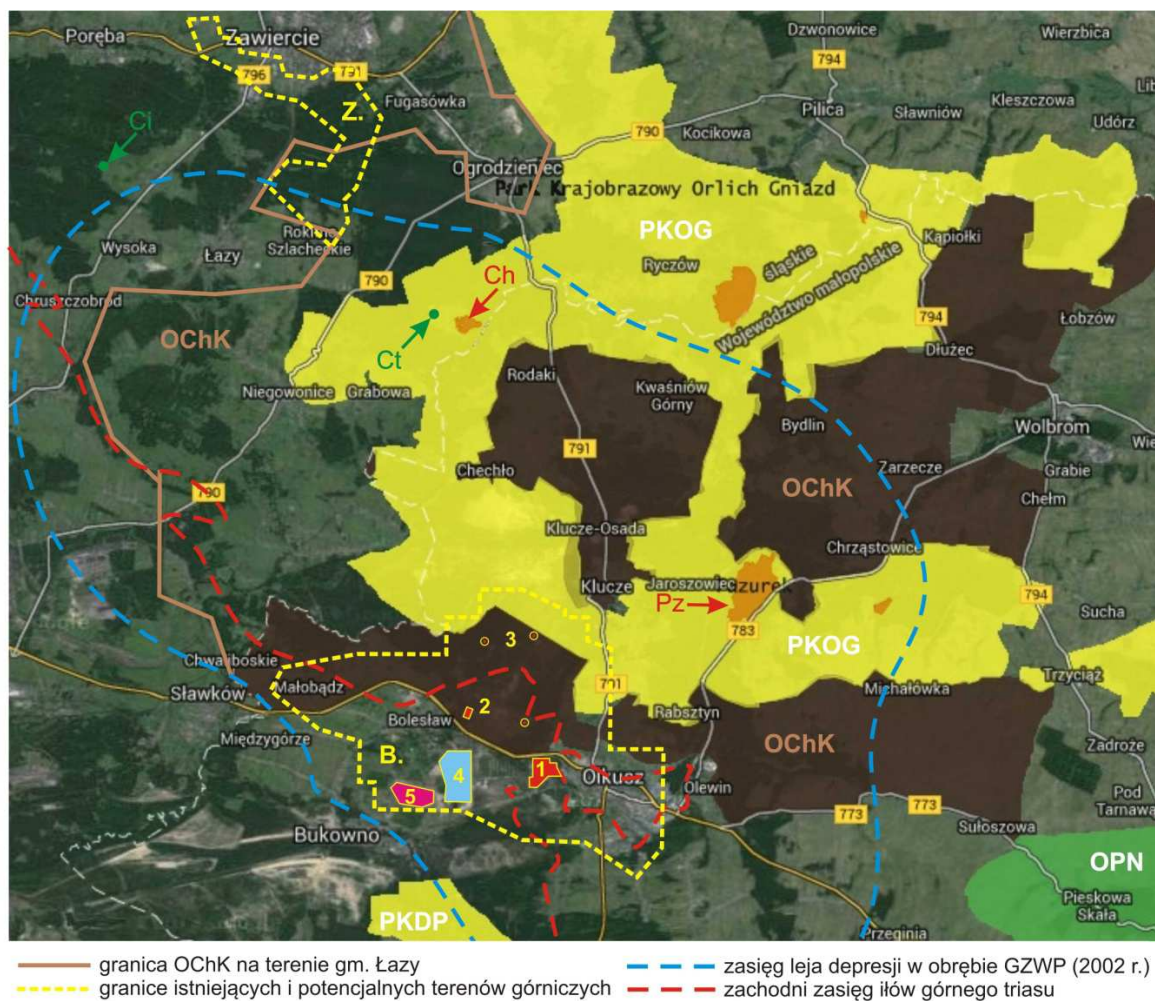 Poręba
Zawiercie
Dzwonowice
Wierzbica
794
796
791
Z.
Fugasówka
Pilica
Sławniów
Kleszczowa
790
Kocikowa
Udórz
Ci
Ogrodzieniec
Park Krajobrazowy Orlich Gniazd
Wysoka
Łazy
Rokitno
Szlacheckie
PKOG
Kąpiołki
790
Ryczów
śląskie
Województwo małopolskie
Chruszczobród
Ch
794
Łobzów
OChK
Ct
Dłużec
Niegowonice
Grabowa
Rodaki
Kwaśniów
Górny
Bydlin
Wolbrom
791
Chechło
Zarzecze
Grabie
790
OChK
Chełm
Klucze-Osada
Chrząstowice
Klucze
Jaroszowiec
Pz
783
794
Sucha
3
PKOG
Chwaliboskie
Trzyciąż
Sławków
Małobądz
791
Michałówka
2
Rabsztyn
Bolesław
Międzygórze
B.
OChK
Zadroże
4
1
Olkusz
Olewin
5
773
773
Pod
Tarnawą
Bukowno
Sułoszowa
OPN
PKDP
Pieskowa
Skała
Przeginia
granica OChK na terenie gm. Łazy
zasięg leja depresji w obrębie GZWP (2002 r.)
granice istniejących i potencjalnych terenów górniczych
zachodni zasięg iłów górnego triasu